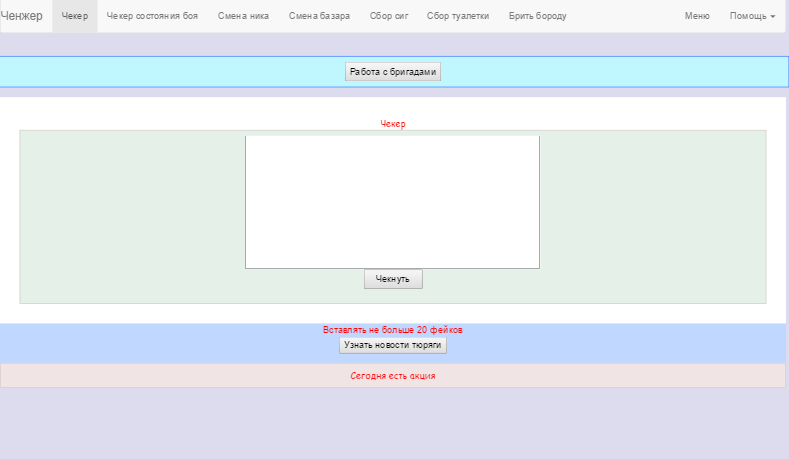 Ченжер Чекер Чекер состояния боя Смена ника Смена базара Сбор сиг Сбор туалетки Брить бороду Меню Помощь
Работа с бригадами
Чекер
Чекнуть
Вставлять не больше 20 фейков
Узнать новости тюряги
Сегодня есть акция